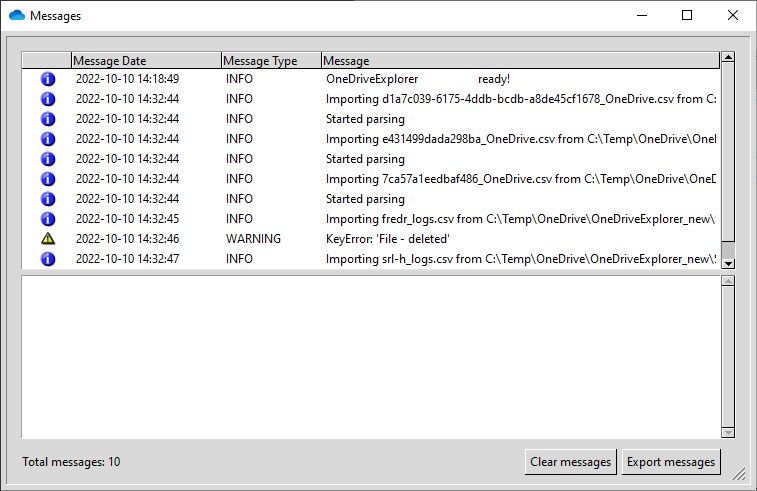 Messages
Message Date Message Type Message
2022-10-10 14:18:49 INFO OneDriveExplorer ready!
2022-10-10 14:32:44 INFO Importing d1a7c039-6175-4ddb-bcdb-a8de45cf1678_OneDrive.csv from C:
2022-10-10 14:32:44 INFO Started parsing
2022-10-10 14:32:44 INFO Importing e431499dada298ba_OneDrive.csv from C:\Temp\OneDrive\OneI
2022-10-10 14:32:44 INFO Started parsing
2022-10-10 14:32:44 INFO Importing 7ca57a1eedbaf486_OneDrive.csv from C:\Temp\OneDrive\OneD
2022-10-10 14:32:44 INFO Started parsing
2022-10-10 14:32:45 INFO Importing fredr_logs.csv from C:\Temp\OneDrive\OneDriveExplorer_new\
2022-10-10 14:32:46 WARNING KeyError: 'File - deleted'
2022-10-10 14:32:47 INFO Importing srl-h_logs.csv from C:\Temp\OneDrive\OneDriveExplorer_new\S
Total messages: 10
Clear messages Export messages